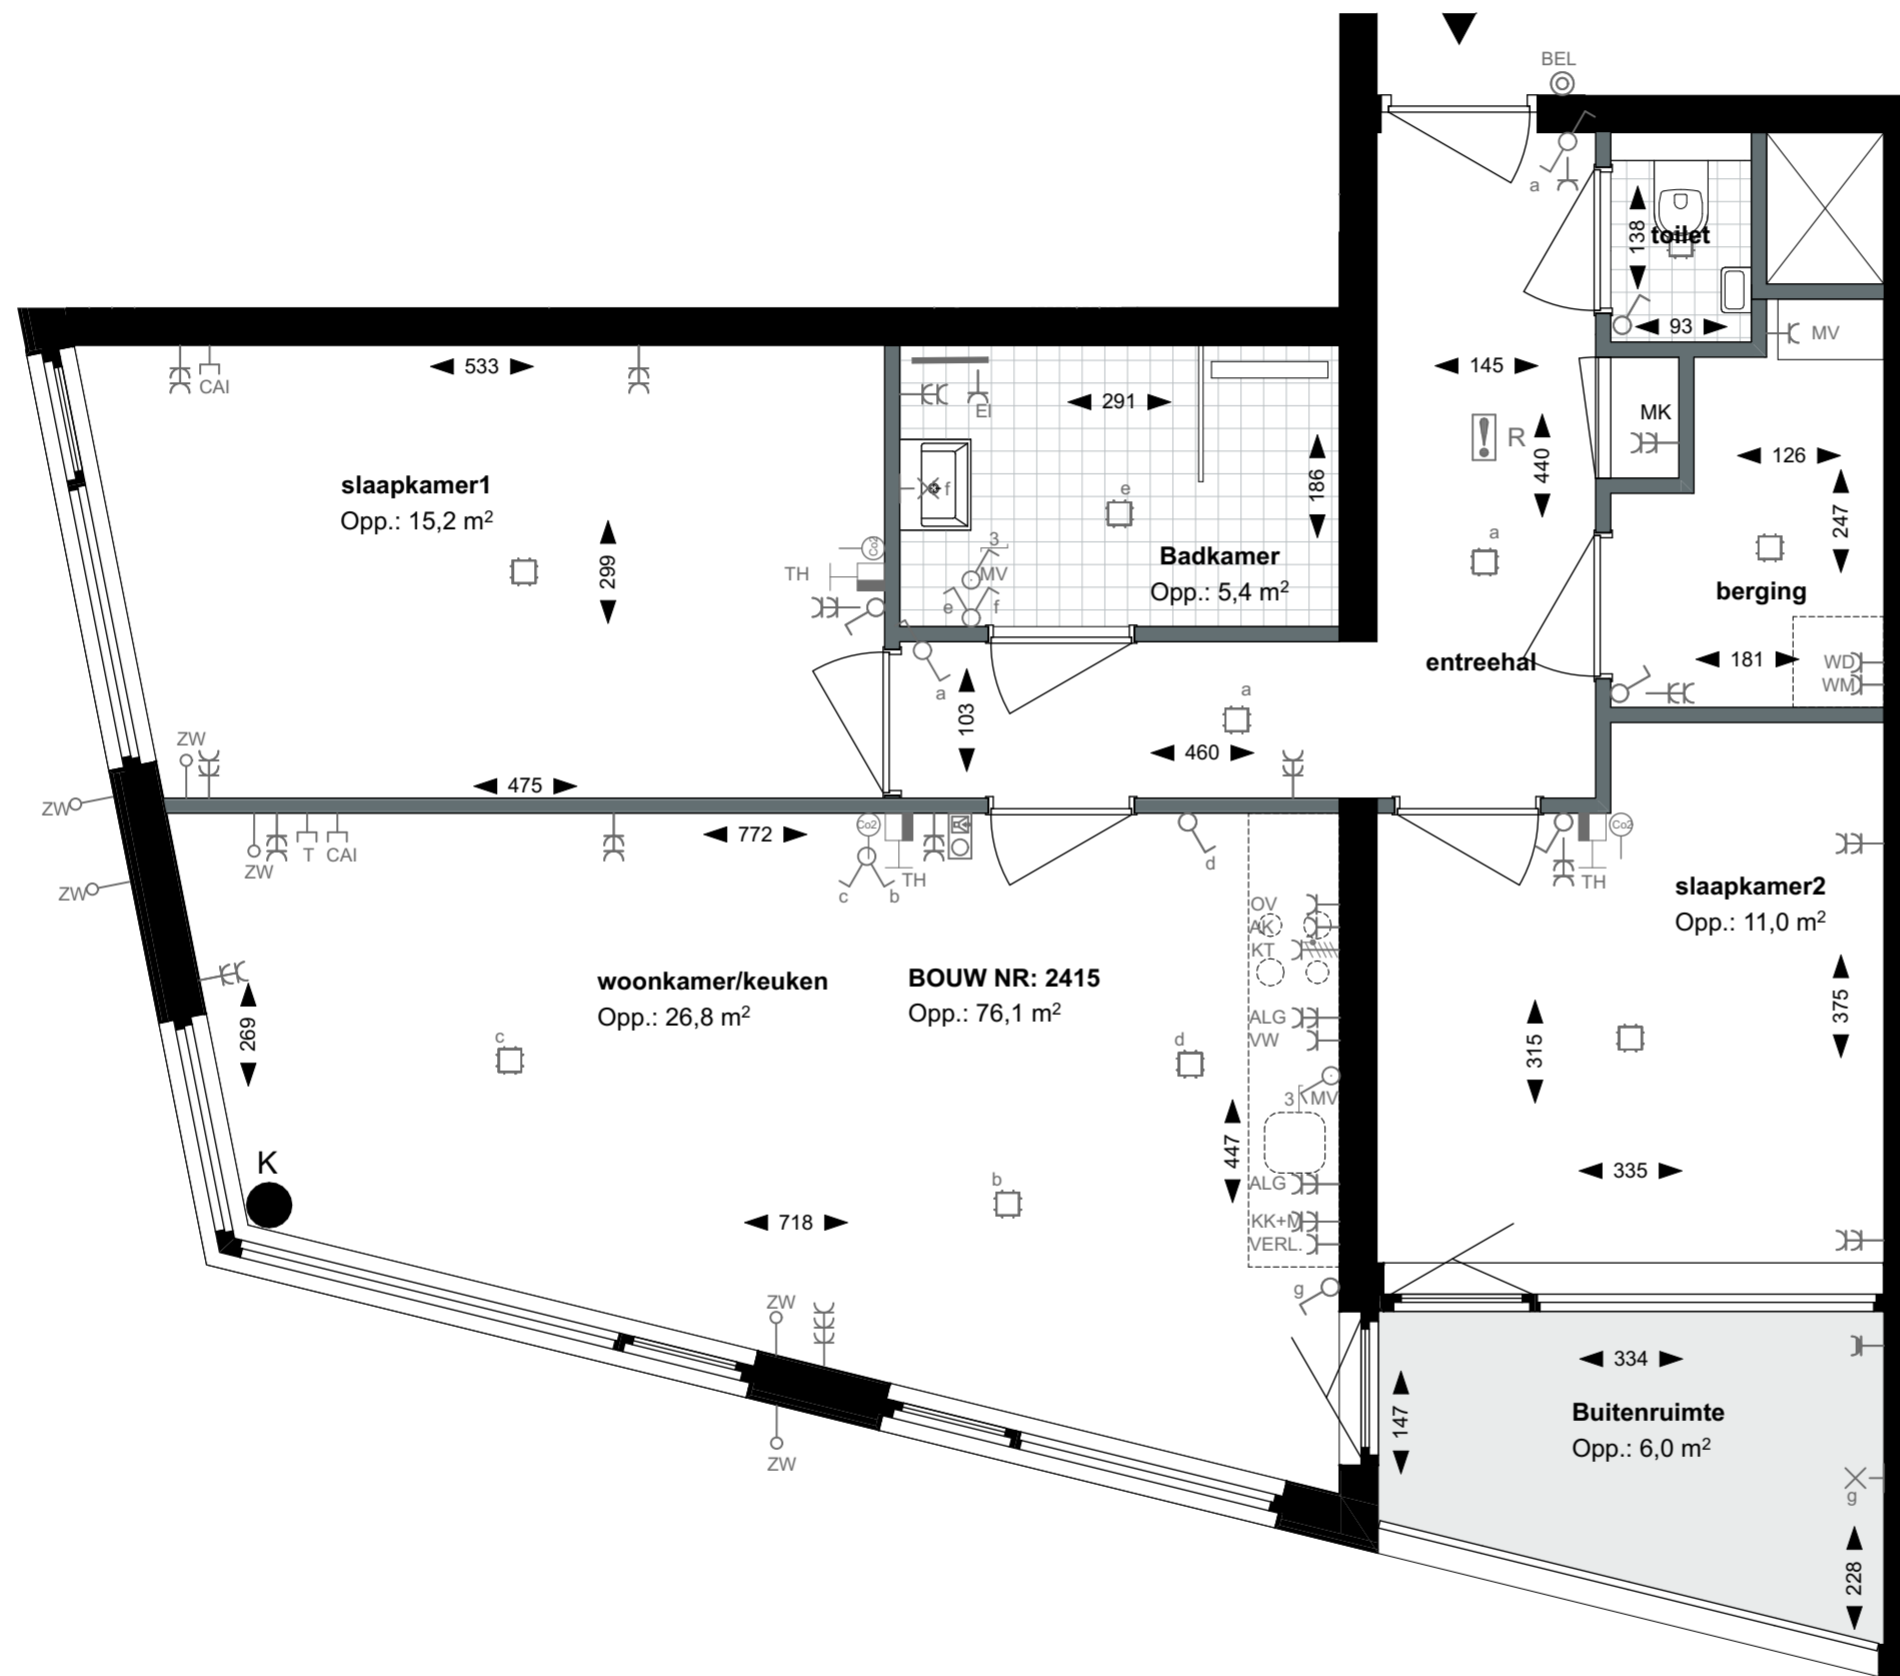 BEL
a
138
toilet
93
MV
145
MK
R
440
126
247
berging
181
WD
WM
entreehal
CAI
533
EI
291
186
slaapkamer1
Opp.: 15,2 m²
299
f
e
Co2
TH
3
MV
e
f
Badkamer
Opp.: 5,4 m²
a
a
a
103
460
ZW
475
ZW
772
ZW
T
CAI
Co2
TH
c
b
d
ZW
TH
Co2
slaapkamer2
Opp.: 11,0 m²
OV
AK
KT
woonkamer/keuken
Opp.: 26,8 m²
BOUW NR: 2415
Opp.: 76,1 m²
ALG
VW
269
c
d
315
375
3
MV
447
K
b
335
ALG
KK+M
VERL.
718
g
ZW
334
147
Buitenruimte
Opp.: 6,0 m²
ZW
g
228